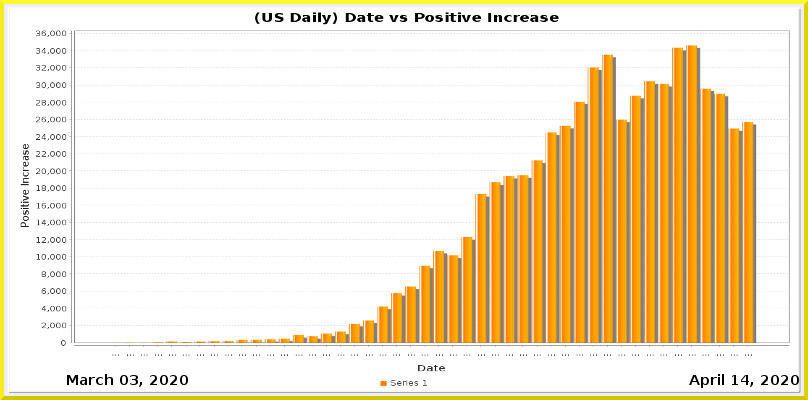 (US Daily) Date vs Positive Increase
36,000
34,000
32,000
30,000
28,000
26,000
24,000
22,000
20,000
18,000
16,000
14,000
12,000
10,000
8,000
6,000
4,000
2,000
0
Positive Increase
... ... ... ... ... ... ... ... ... ... ... ... ... ... ... ... ... ... ... ... ... ... ... ... ... ... ... ... ... ... ... ... ... ... ... ... ... ... ... ... ... ... ... ... ... ...
Date
March 03, 2020
April 14, 2020
Series 1